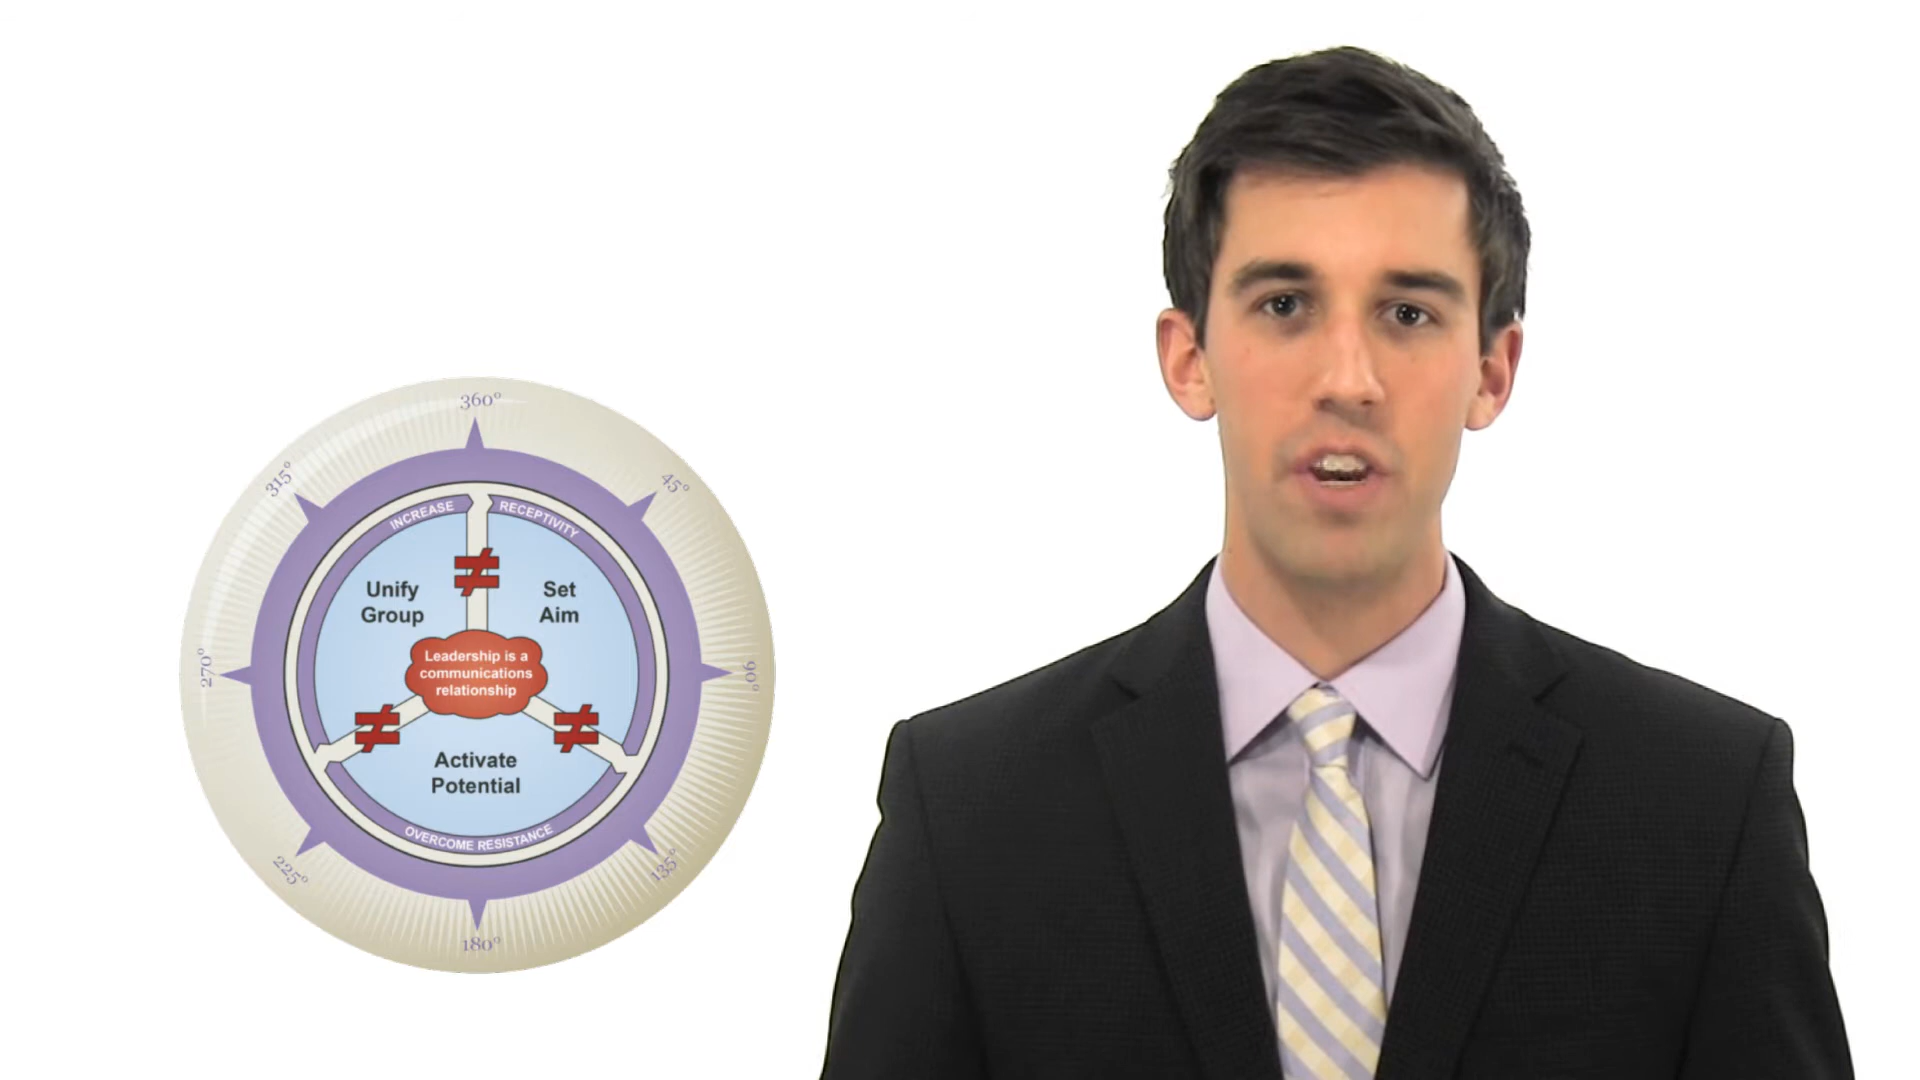 360°
315°
45°
INCREASE
RECEPTIVITY
≠
Unify
Group
Set
Aim
Leadership is a
communications
relationship
270°
90°
≠
≠
Activate
Potential
OVERCOME RESISTANCE
225°
135°
180°